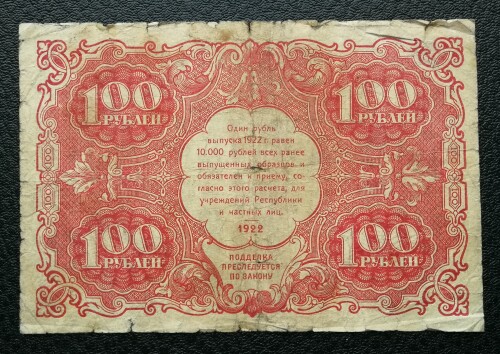 100 100
РУБЛЕЙ РУБЛЕЙ
Один рубль
выпуска 1922 г. равен
10.000 рублей всех ранее
выпущенных образцов и
обязателен к приему, со-
гласно этого расчета, для
учреждений Республики
и частных лиц.
1922
100 100
РУБЛЕЙ РУБЛЕЙ
ПОДДЕЛКА
ПРЕСЛЕДУЕТСЯ
ПО ЗАКОНУ